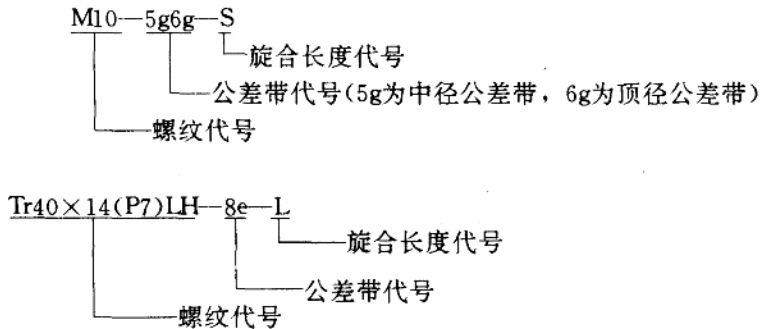 M10—5g6g—S
旋合长度代号
公差带代号(5g为中径公差带，6g为顶径公差带)
螺纹代号
Tr40×14(P7)LH—8e—L
旋合长度代号
公差带代号
螺纹代号